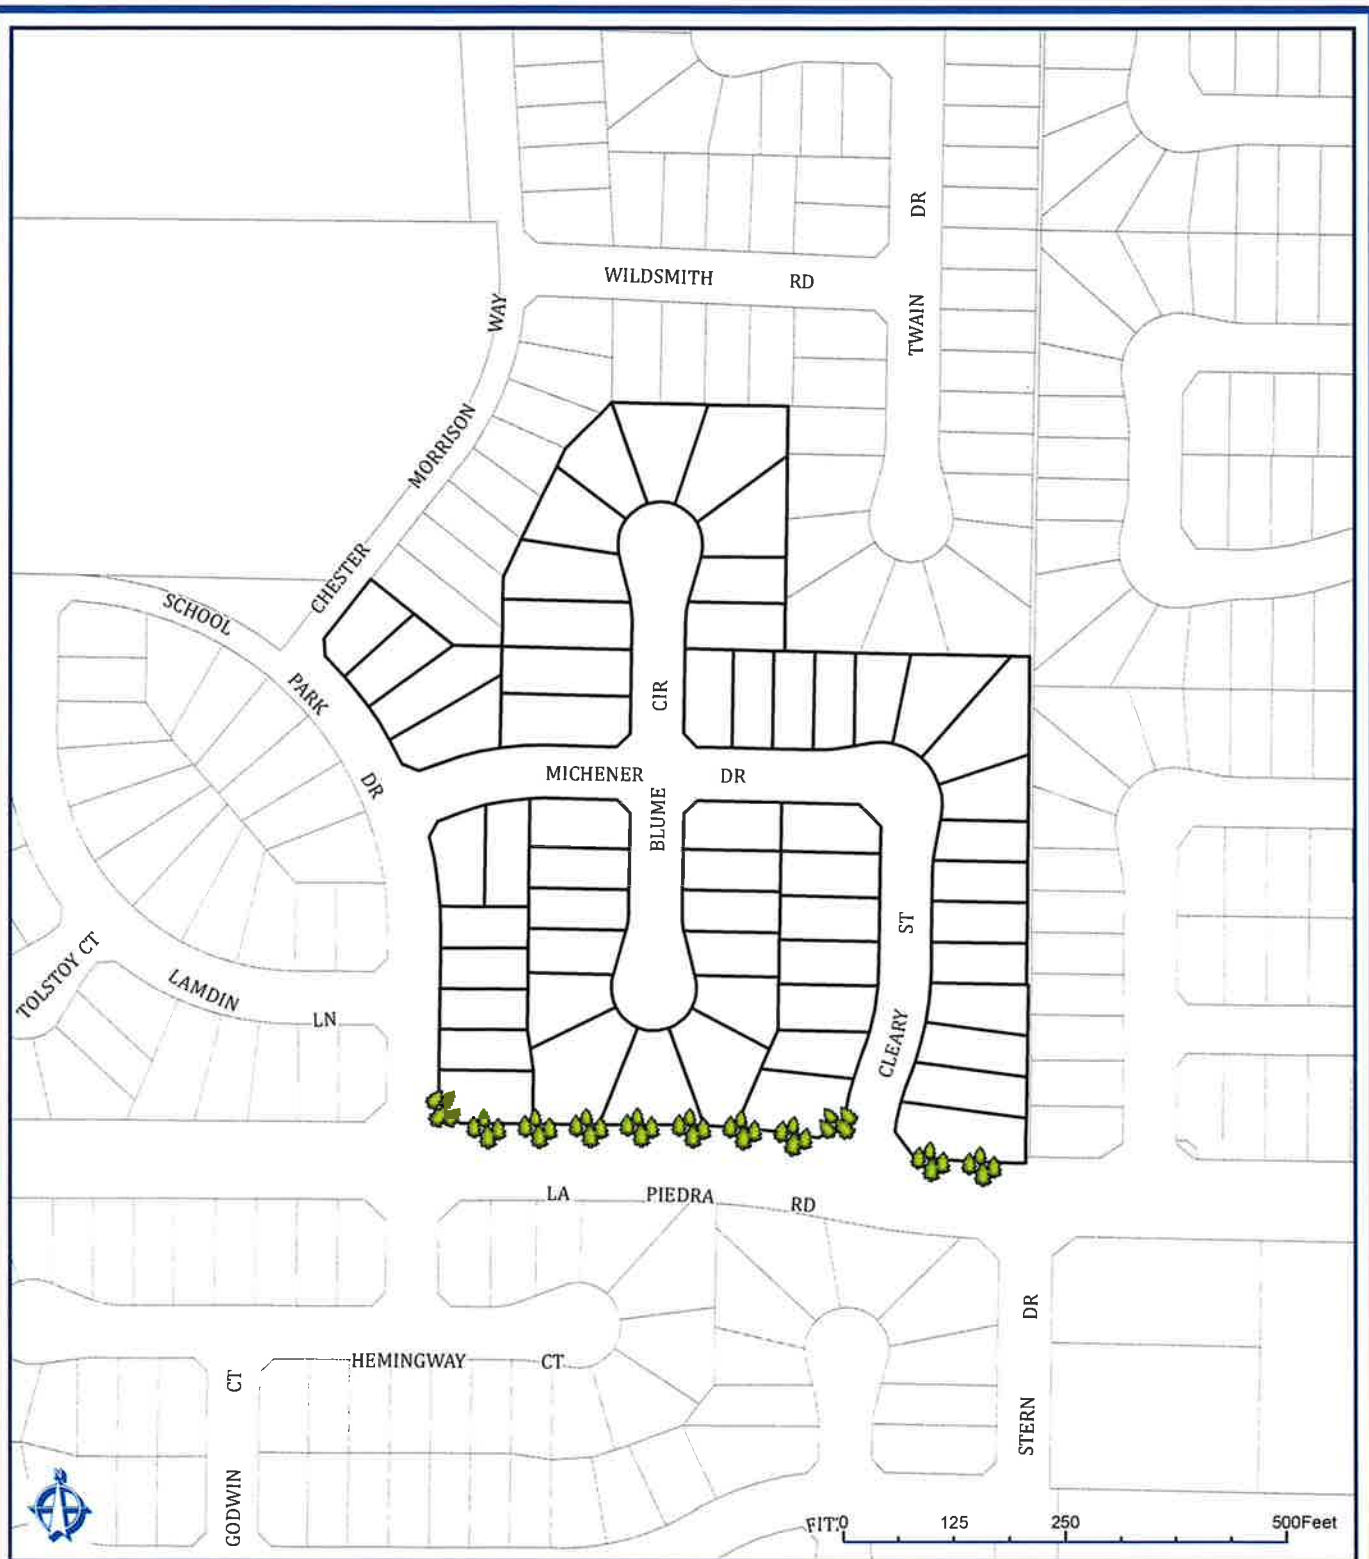 DR
WILDSMITH RD
TWAIN
WAY
MORRISON
CHESTER
SCHOOL
PARK
DR
CIR
MICHENER DR
BLUME
ST
CLEARY
TOLSTOY CT
LAMDIN
LN
LA PIEDRA RD
DR
STERN
HEMINGWAY CT
CT
GODWIN
N
0 125 250 500Feet